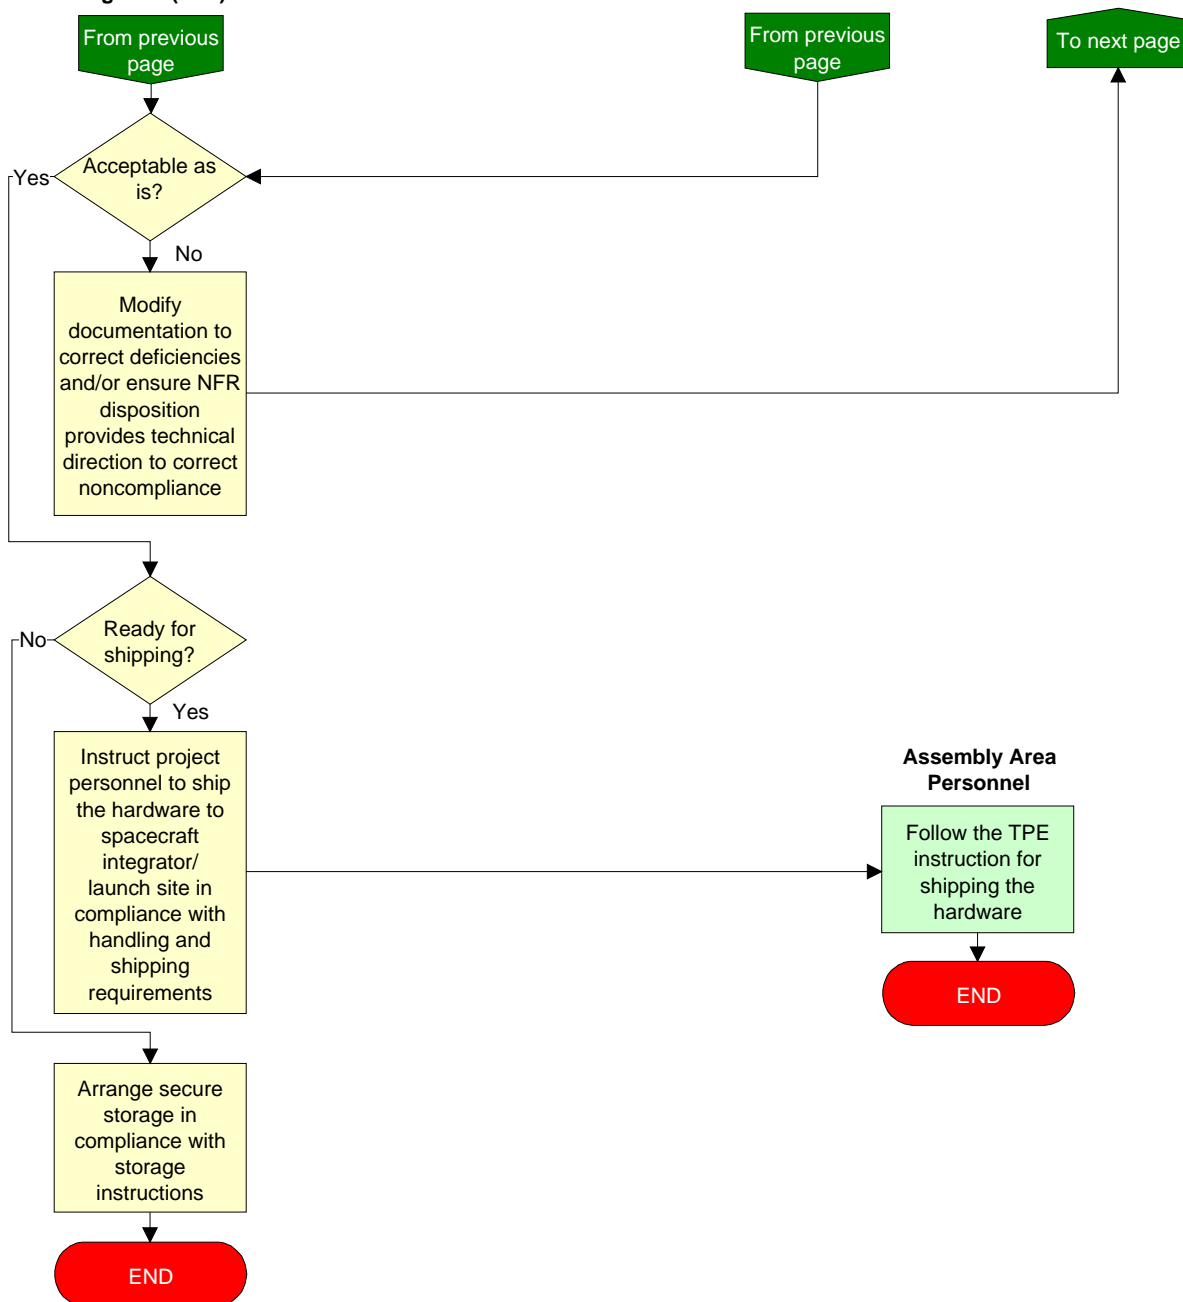 From previous
page
From previous
page
To next page
Acceptable as
is?
Yes
No
Modify
documentation to
correct deficiencies
and/or ensure NFR
disposition
provides technical
direction to correct
noncompliance
Ready for
shipping?
No
Yes
Instruct project
personnel to ship
the hardware to
spacecraft
integrator/
launch site in
compliance with
handling and
shipping
requirements
Assembly Area
Personnel
Follow the TPE
instruction for
shipping the
hardware
END
Arrange secure
storage in
compliance with
storage
instructions
END